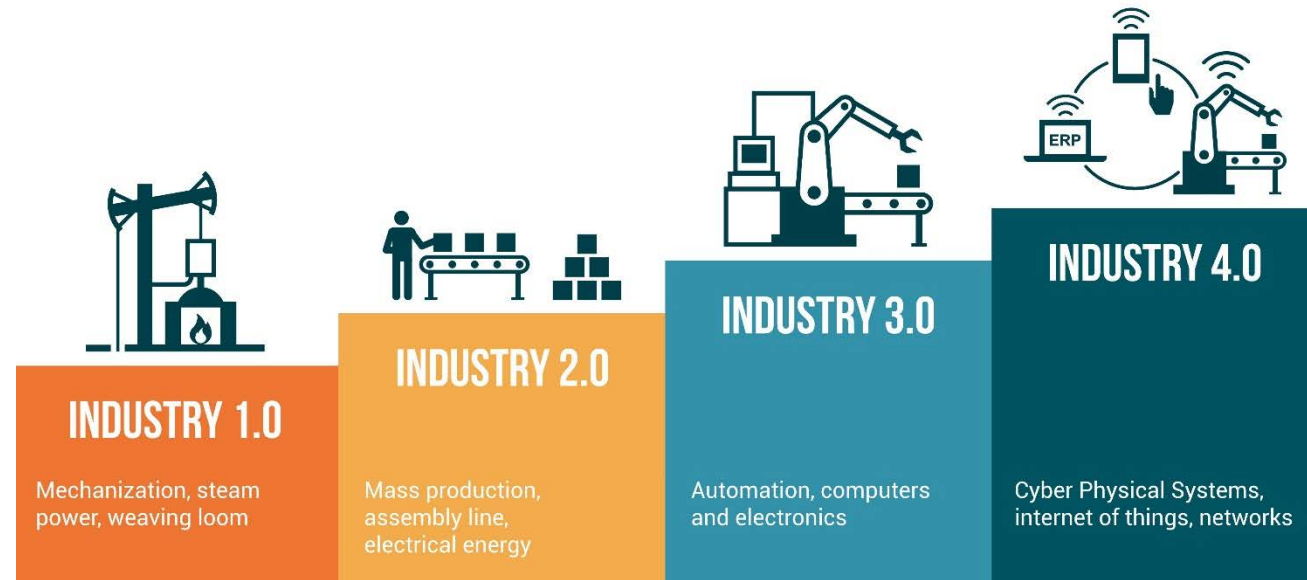 ERP
INDUSTRY 1.0
Mechanization, steam
power, weaving loom
INDUSTRY 2.0
Mass production,
assembly line,
electrical energy
INDUSTRY 3.0
Automation, computers
and electronics
INDUSTRY 4.0
Cyber Physical Systems,
internet of things, networks